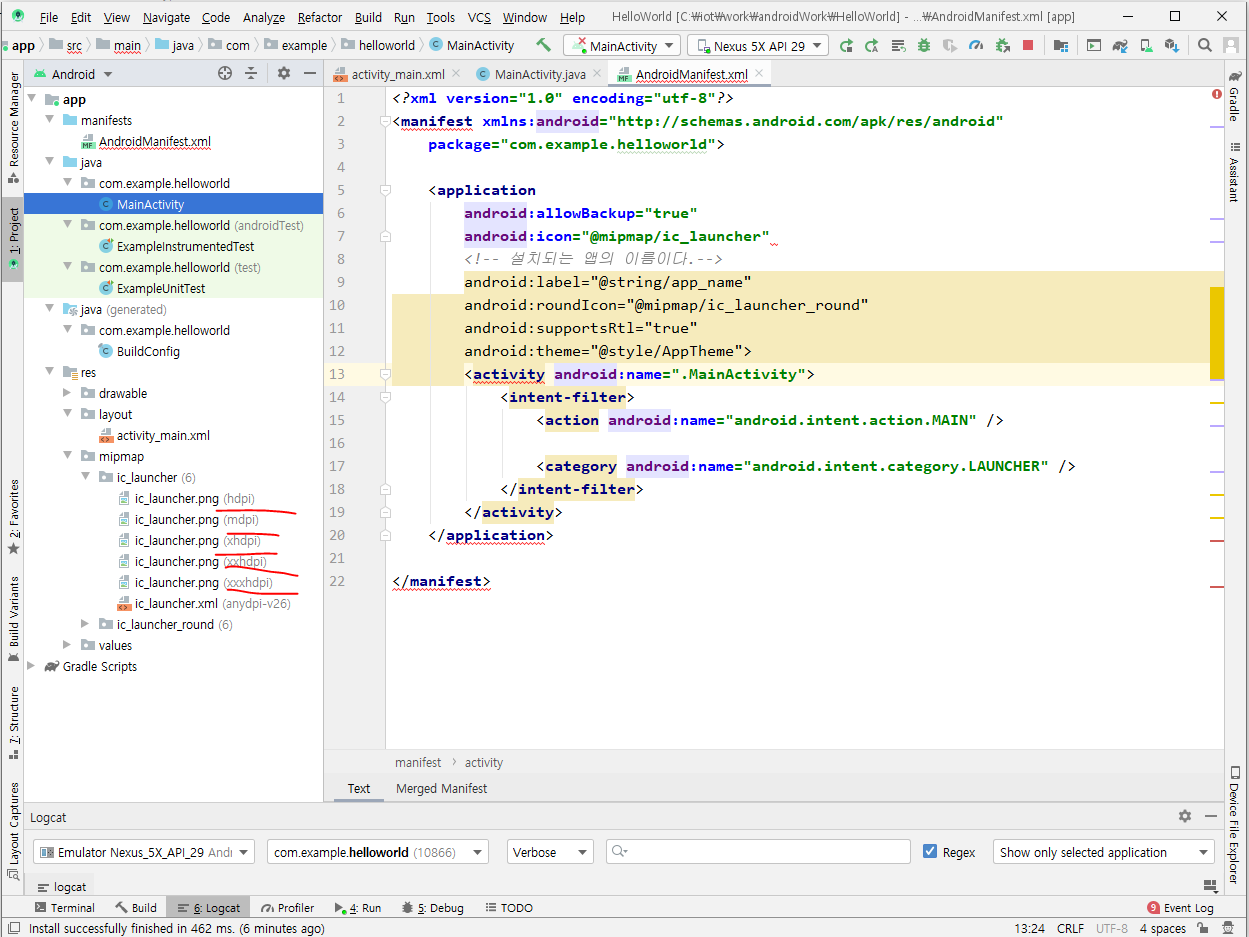 File Edit View Navigate Code Analyze Refactor Build Run Tools VCS Window Help HelloWorld [C:₩iot₩work₩androidWork₩HelloWorld] - ...₩AndroidManifest.xml [app]
app src main java com example helloworld MainActivity MainActivity Nexus 5X API 29
Android
activity_main.xml MainActivity.java AndroidManifest.xml
Resource Manager
1: Project
2: Favorites
Build Variants
7: Structure
Layout Captures
app
manifests
AndroidManifest.xml
java
com.example.helloworld
MainActivity
com.example.helloworld (androidTest)
ExampleInstrumentedTest
com.example.helloworld (test)
ExampleUnitTest
java (generated)
com.example.helloworld
BuildConfig
res
drawable
layout
activity_main.xml
mipmap
ic_launcher (6)
ic_launcher.png (hdpi)
ic_launcher.png (mdpi)
ic_launcher.png (xhdpi)
ic_launcher.png (xxhdpi)
ic_launcher.png (xxxhdpi)
ic_launcher.xml (anydpi-v26)
ic_launcher_round (6)
values
Gradle Scripts
1 <?xml version="1.0" encoding="utf-8"?>
2 <manifest xmlns:android="http://schemas.android.com/apk/res/android"
3 package="com.example.helloworld">
4
5 <application
6 android:allowBackup="true"
7 android:icon="@mipmap/ic_launcher"
8 <!-- 설치되는 앱의 이름이다.-->
9 android:label="@string/app_name"
10 android:roundIcon="@mipmap/ic_launcher_round"
11 android:supportsRtl="true"
12 android:theme="@style/AppTheme">
13 <activity android:name=".MainActivity">
14 <intent-filter>
15 <action android:name="android.intent.action.MAIN" />
16
17 <category android:name="android.intent.category.LAUNCHER" />
18 </intent-filter>
19 </activity>
20 </application>
21
22 </manifest>
manifest › activity
Text Merged Manifest
Gradle
Assistant
Device File Explorer
Logcat
Emulator Nexus_5X_API_29 Andr com.example.helloworld (10866) Verbose Regex Show only selected application
logcat
Terminal Build 6: Logcat Profiler 4: Run 5: Debug TODO 9 Event Log
Install successfully finished in 462 ms. (6 minutes ago) 13:24 CRLF UTF-8 4 spaces